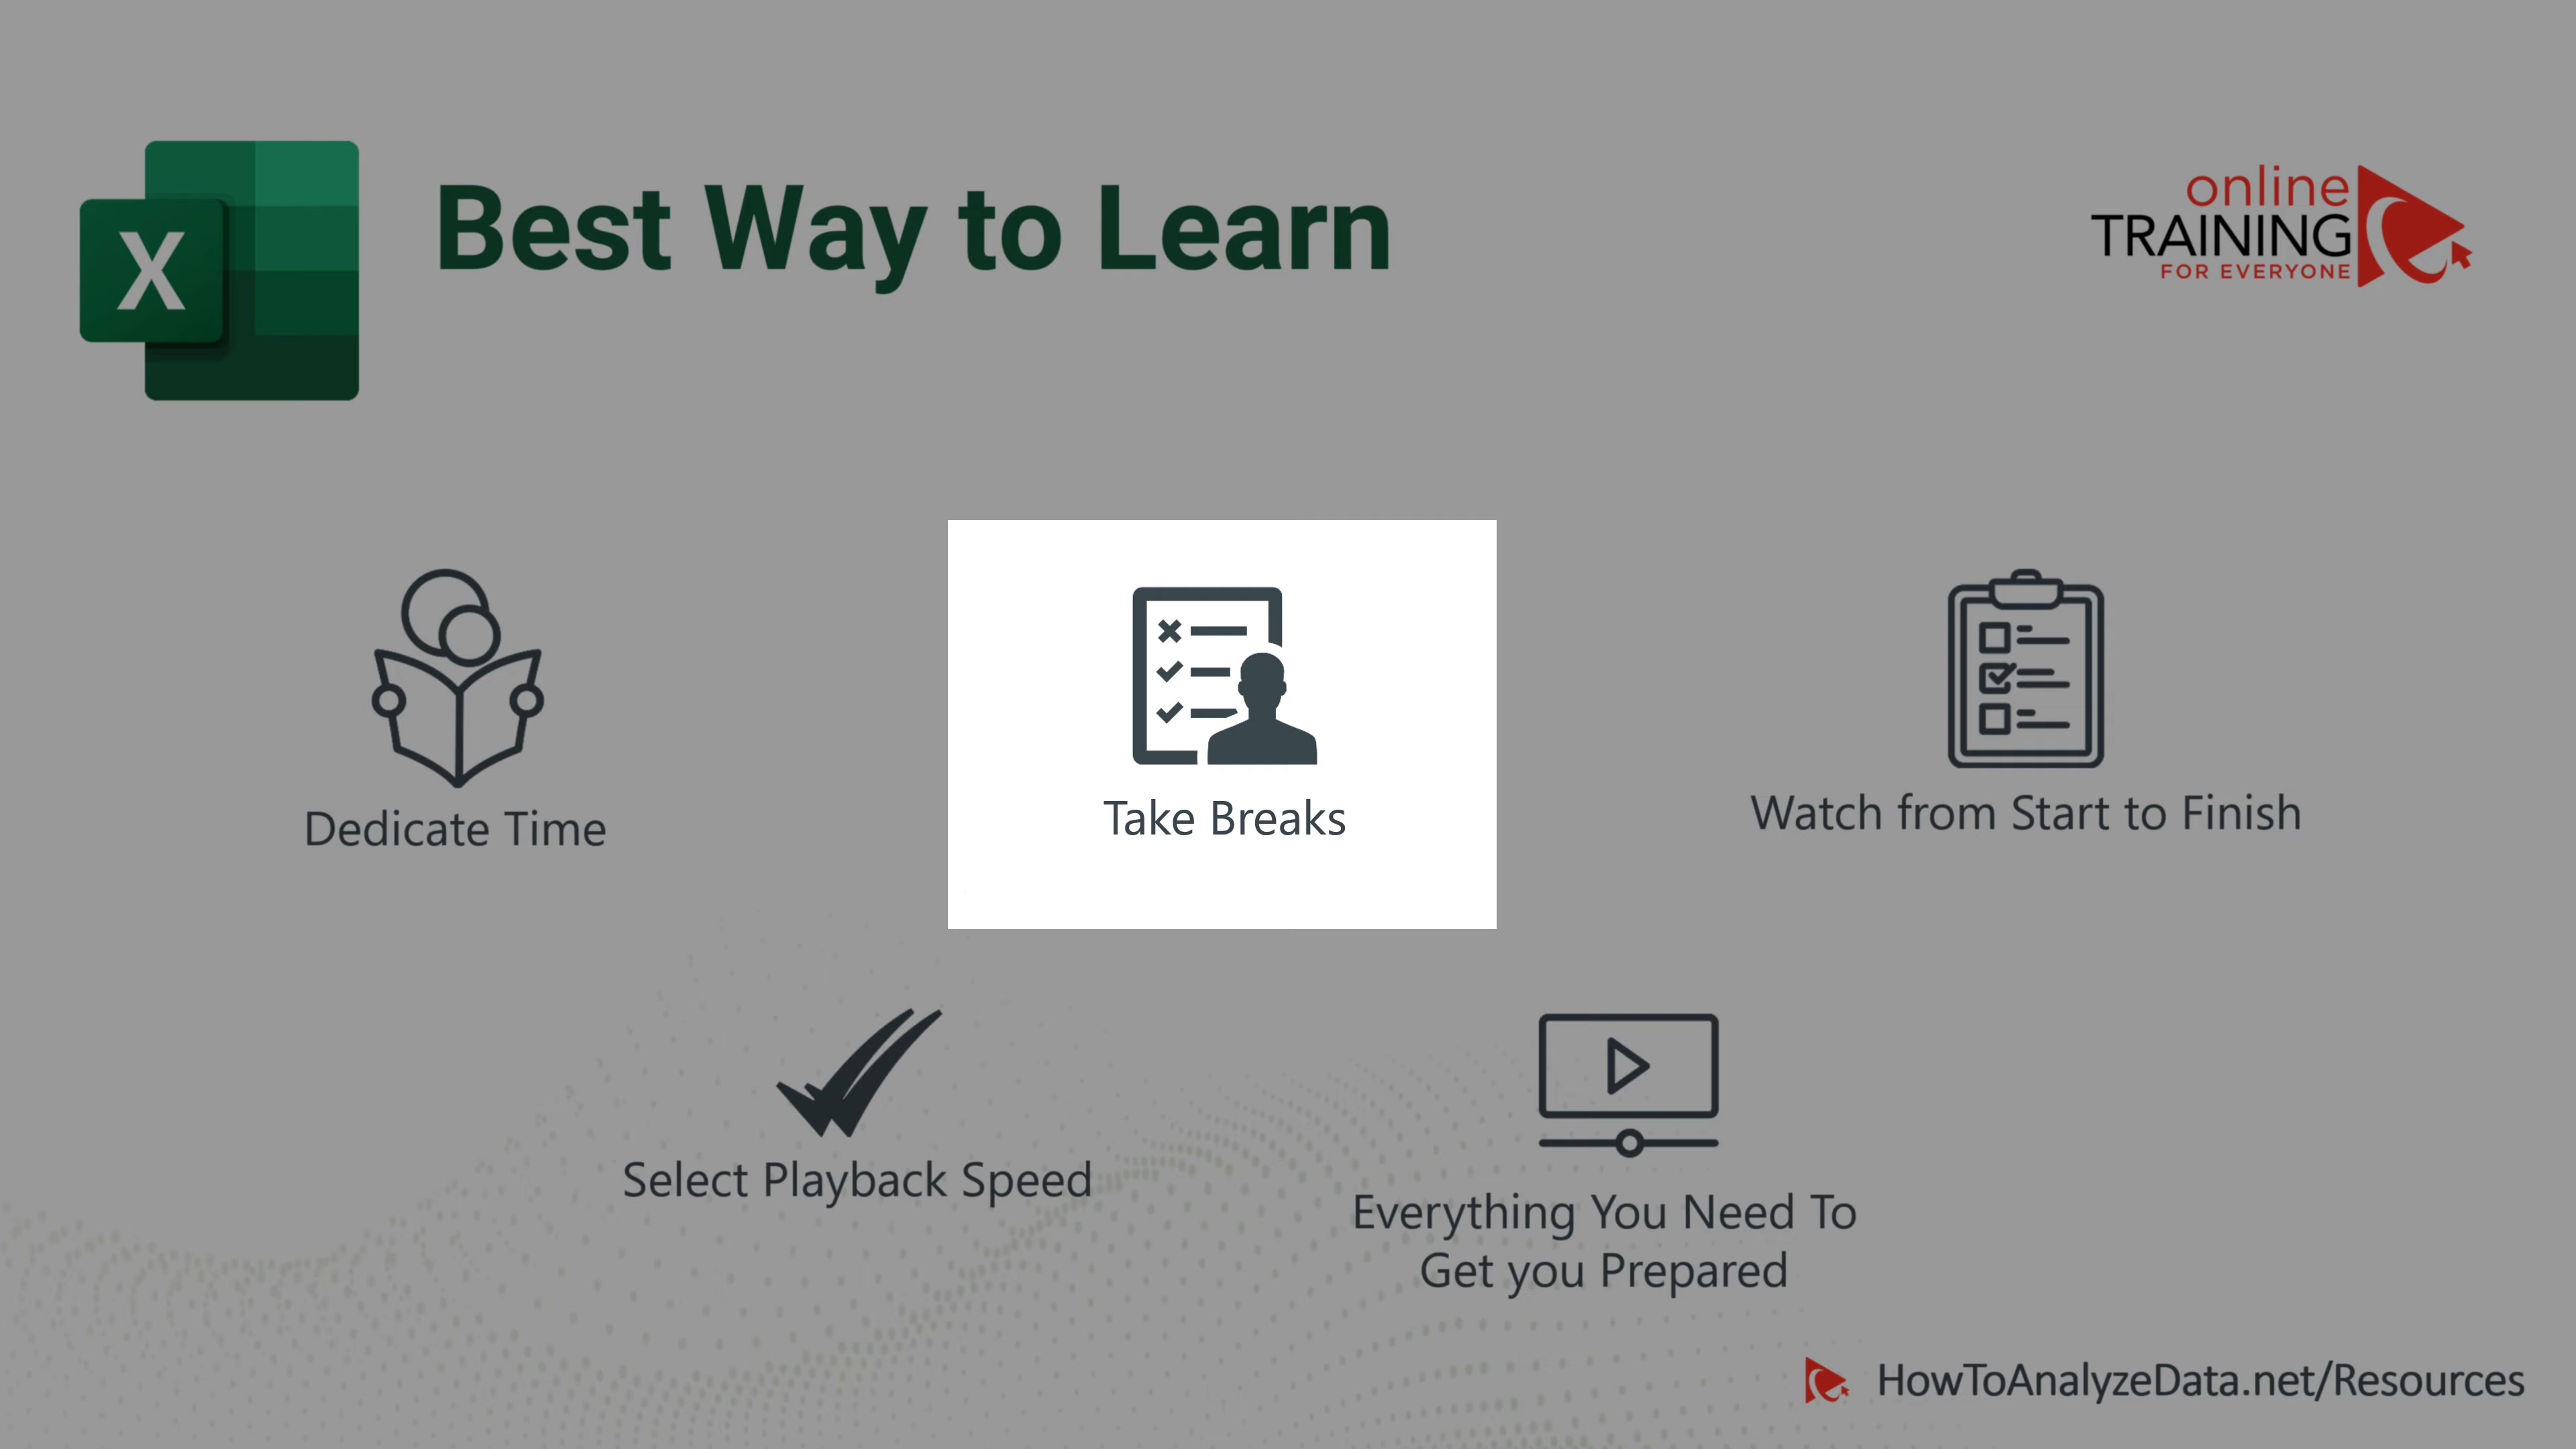 X
Best Way to Learn
online
TRAINING
FOR EVERYONE
Dedicate Time
Take Breaks
Watch from Start to Finish
Select Playback Speed
Everything You Need To
Get you Prepared
HowToAnalyzeData.net/Resources